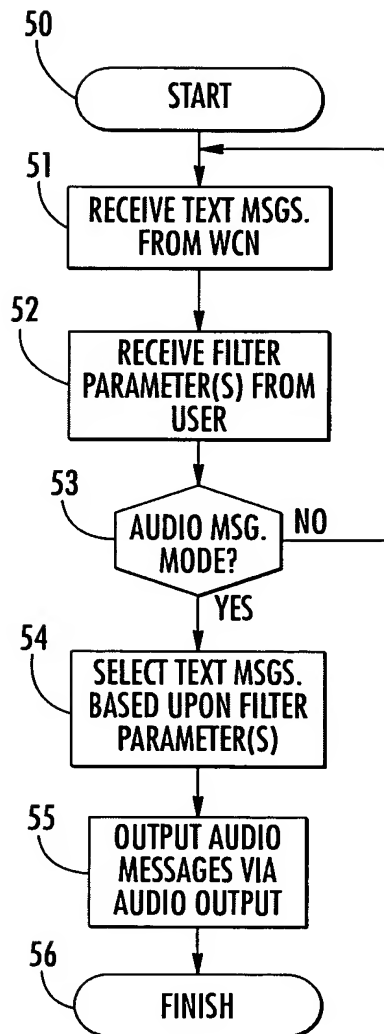 50
START
51
RECEIVE TEXT MSGS.
FROM WCN
52
RECEIVE FILTER
PARAMETER(S) FROM
USER
53
AUDIO MSG.
MODE?
NO
YES
54
SELECT TEXT MSGS.
BASED UPON FILTER
PARAMETER(S)
55
OUTPUT AUDIO
MESSAGES VIA
AUDIO OUTPUT
56
FINISH